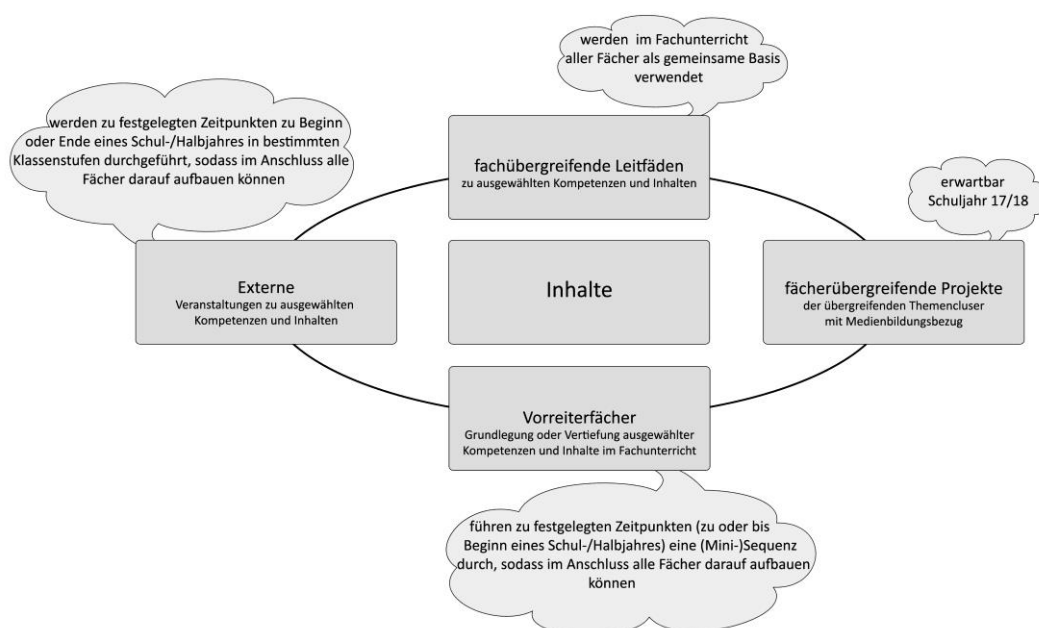 werden im Fachunterricht
aller Fächer als gemeinsame Basis
verwendet
werden zu festgelegten Zeitpunkten zu Beginn
oder Ende eines Schul-/Halbjahres in bestimmten
Klassenstufen durchgeführt, sodass im Anschluss alle
Fächer darauf aufbauen können
fachübergreifende Leitfäden
zu ausgewählten Kompetenzen und Inhalten
erwartbar
Schuljahr 17/18
Externe
Veranstaltungen zu ausgewählten
Kompetenzen und Inhalten
Inhalte
fächerübergreifende Projekte
der übergreifenden Themencluser
mit Medienbildungsbezug
Vorreiterfächer
Grundlegung oder Vertiefung ausgewählter
Kompetenzen und Inhalte im Fachunterricht
führen zu festgelegten Zeitpunkten (zu oder bis
Beginn eines Schul-/Halbjahres) eine (Mini-)Sequenz
durch, sodass im Anschluss alle Fächer darauf aufbauen
können